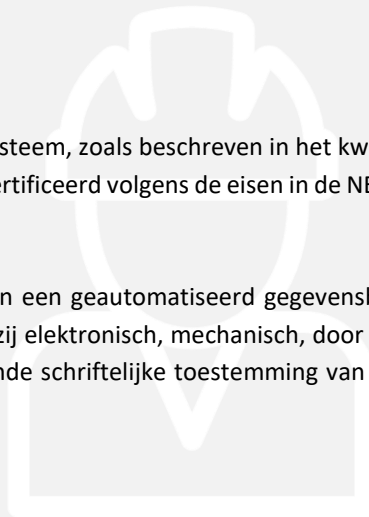 steem, zoals beschreven in het kw
ertificeerd volgens de eisen in de NE
n een geautomatiseerd gegevensb
zij elektronisch, mechanisch, door
nde schriftelijke toestemming van